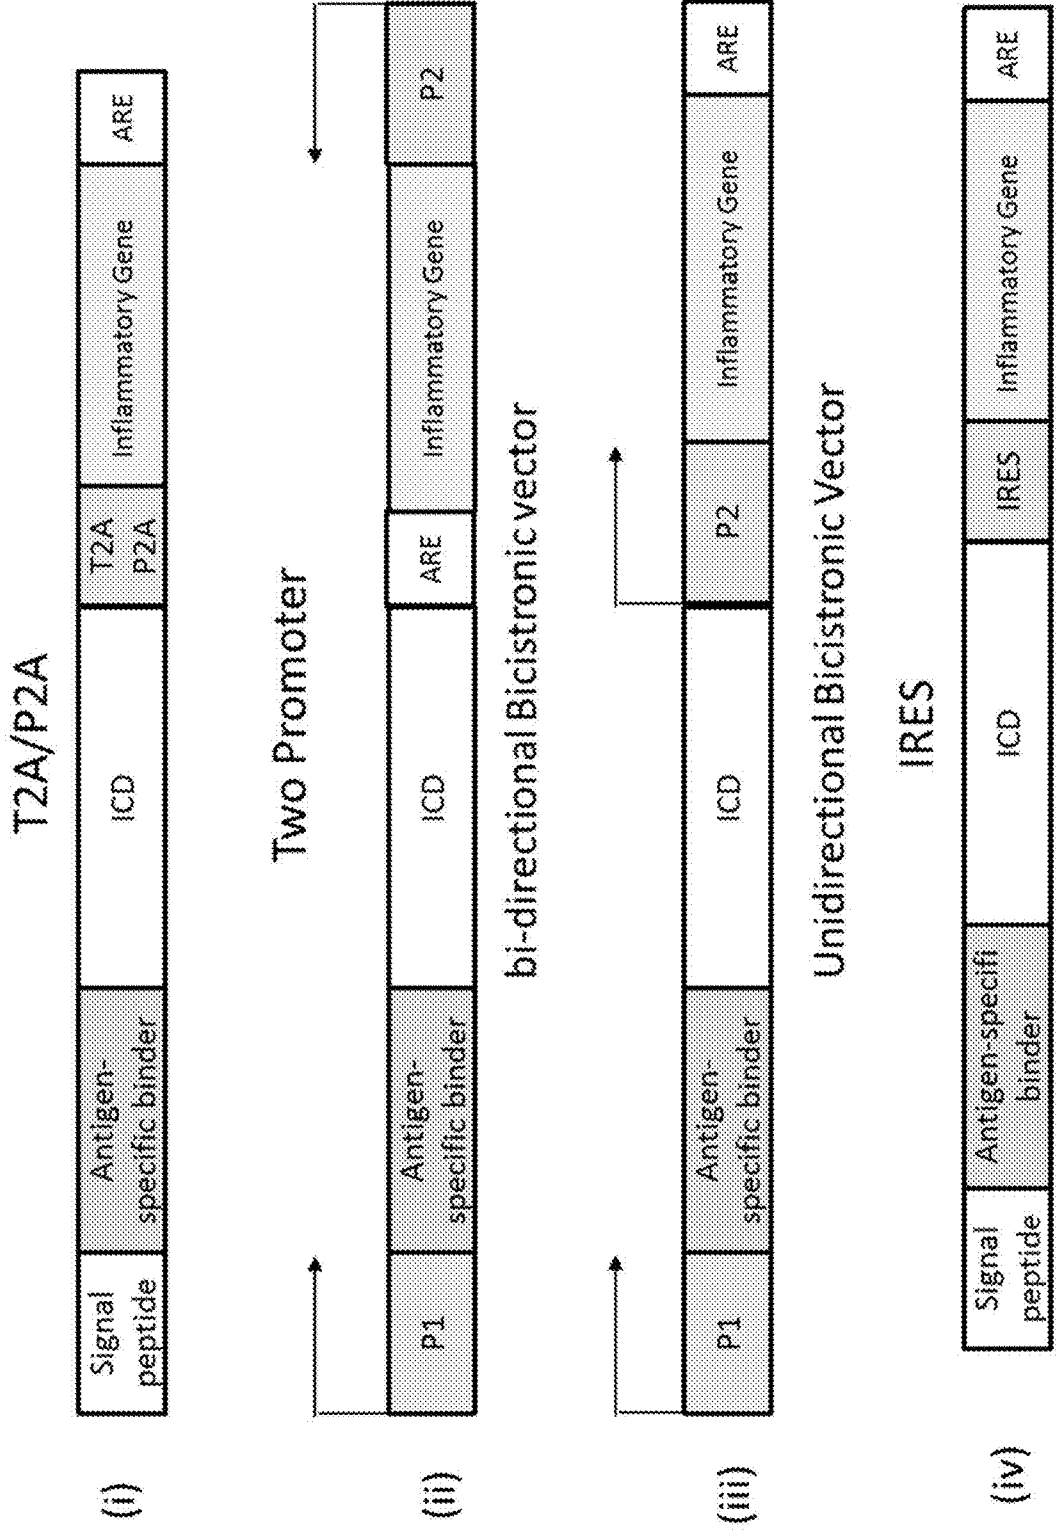 T2A/P2A
(i)
Signal
peptide
Antigen-
specific binder
ICD
T2A
P2A
Inflammatory Gene
ARE
Two Promoter
(ii)
P1
Antigen-
specific binder
ICD
ARE
Inflammatory Gene
P2
bi-directional Bicistronic vector
(iii)
P1
Antigen-
specific binder
ICD
P2
Inflammatory Gene
ARE
Unidirectional Bicistronic Vector
IRES
(iv)
Signal
peptide
Antigen-specifi
binder
ICD
IRES
Inflammatory Gene
ARE